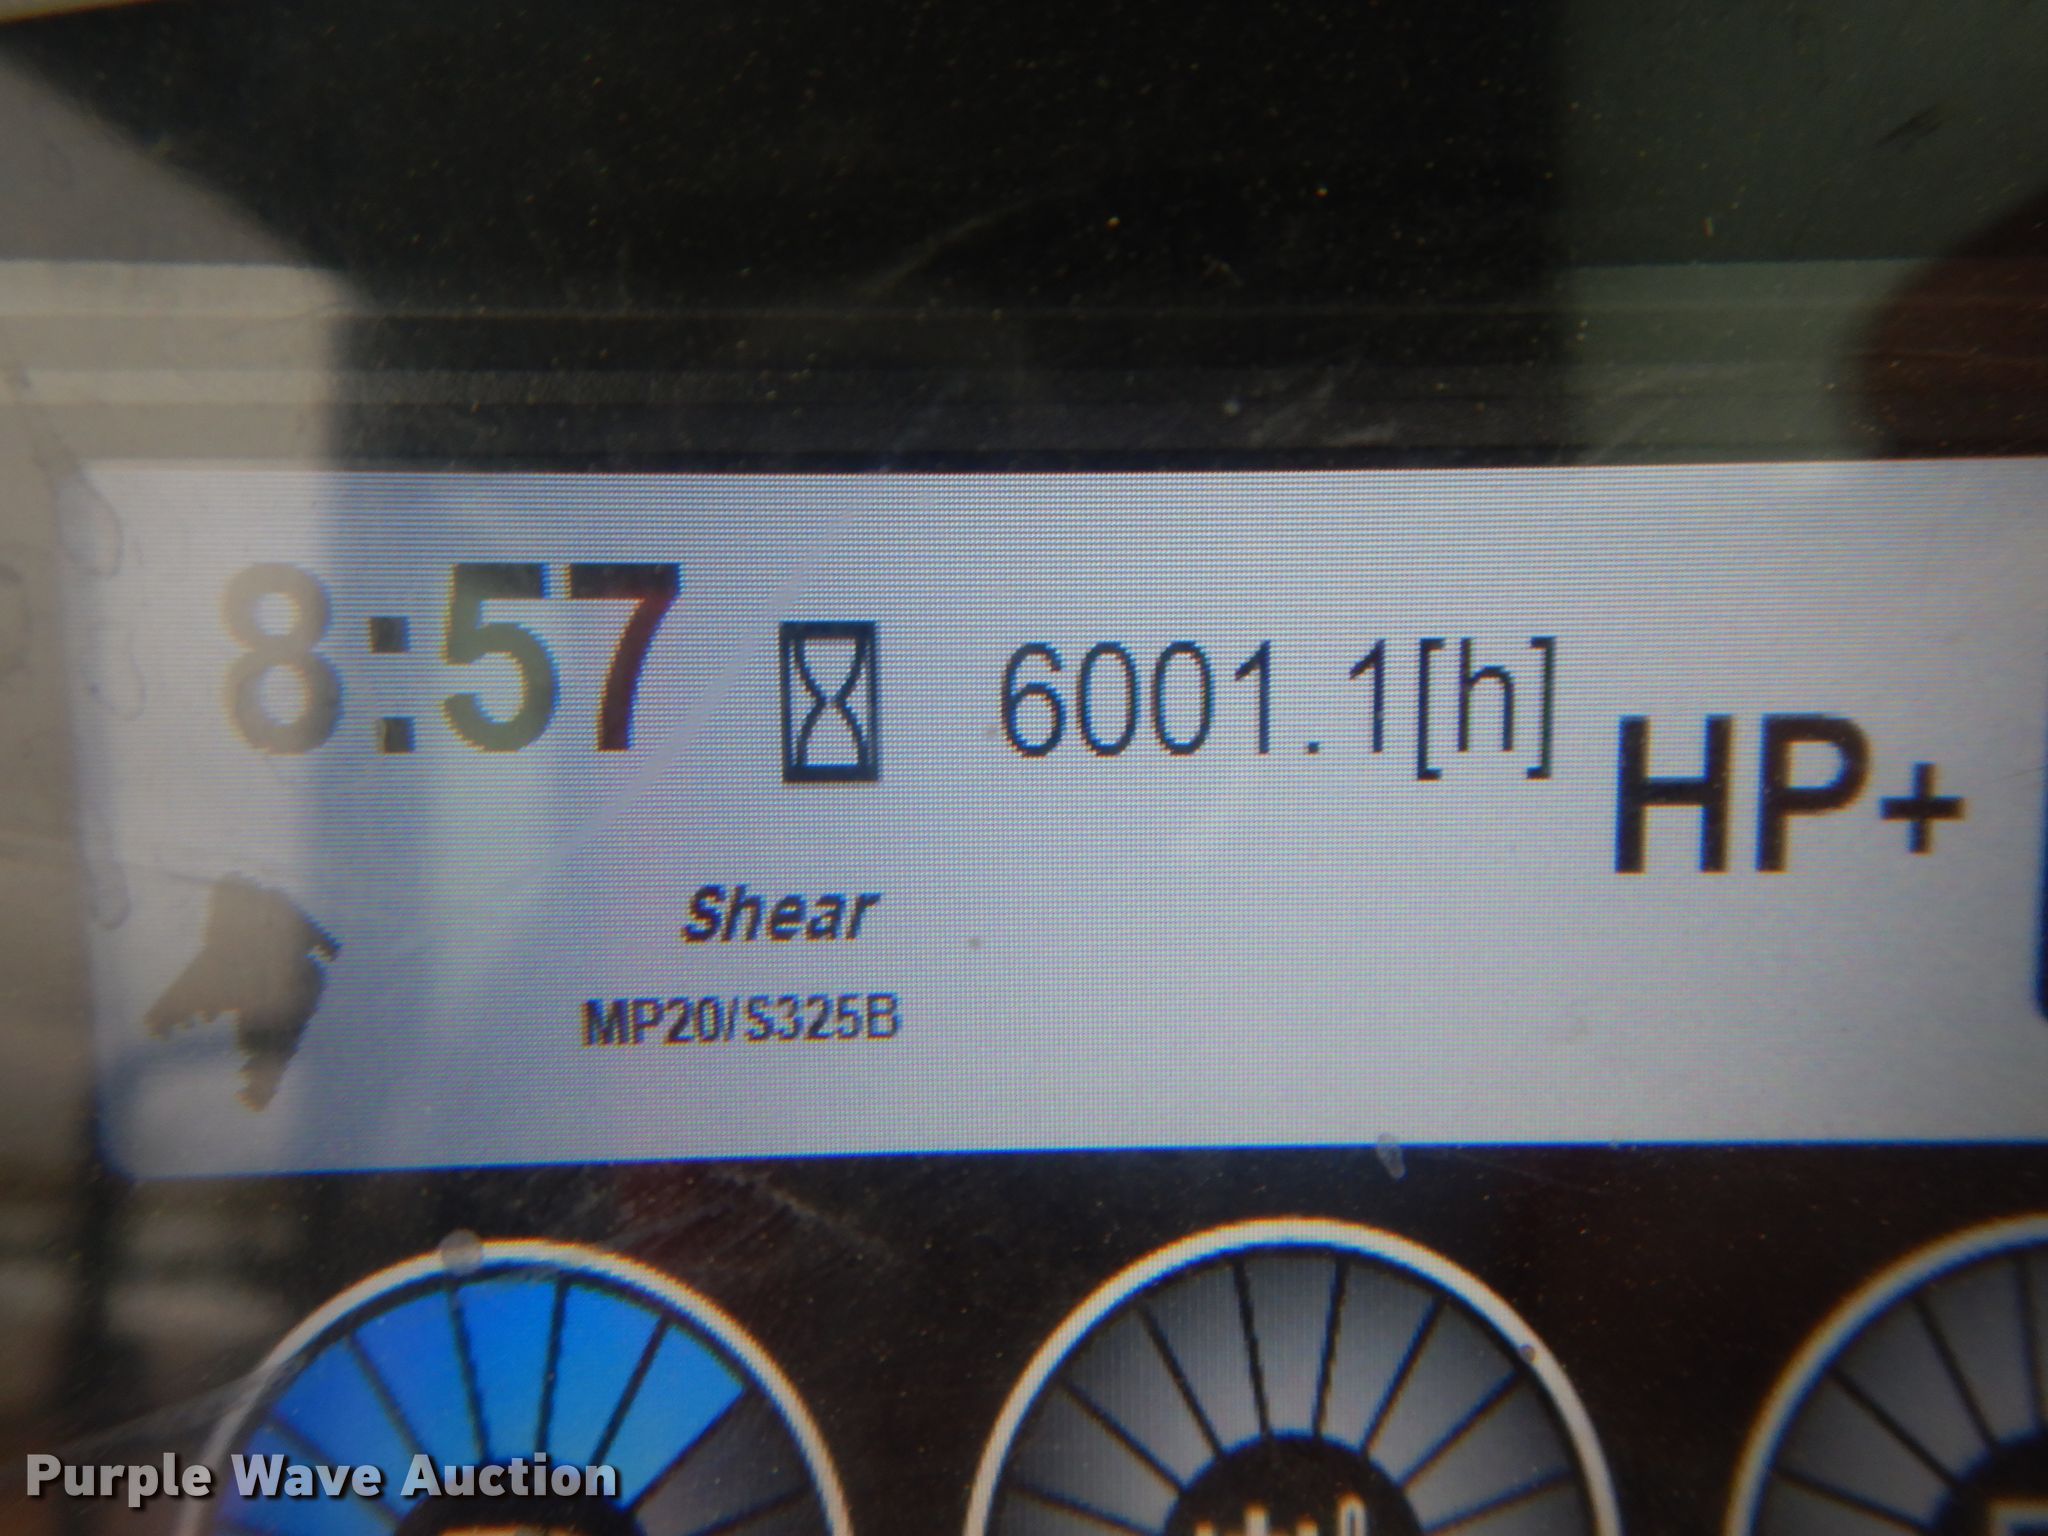 8:57
6001.1[h]
HP+
Shear
MP20/S325B
Purple Wave Auction